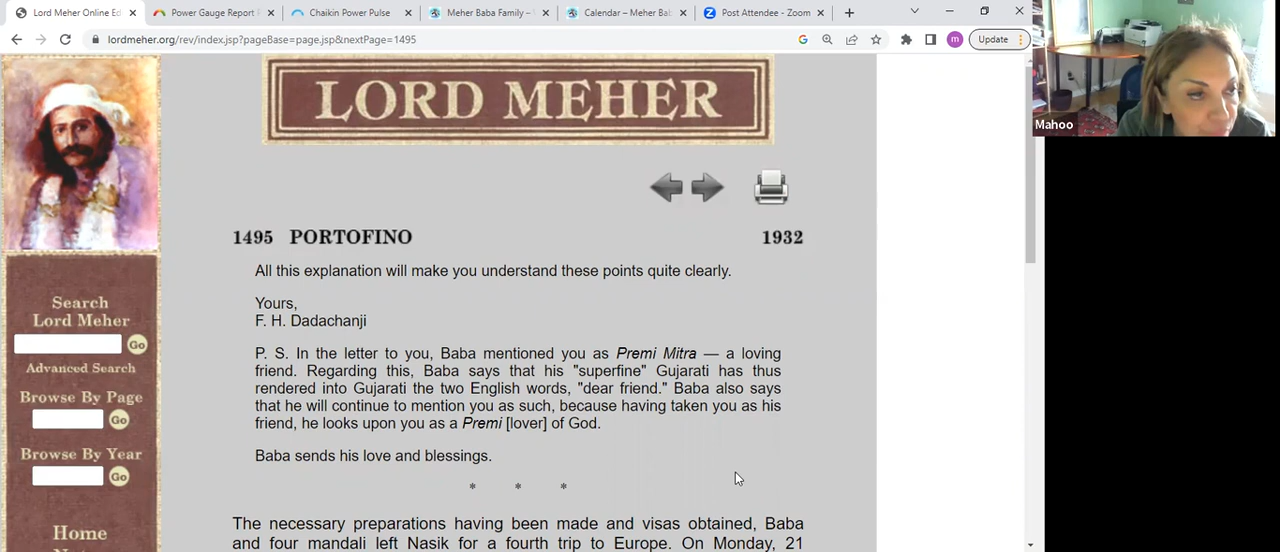 Lord Meher Online Ed
Power Gauge Report
Chaikin Power Pulse
Meher Baba Family –
Calendar – Meher Bab
Post Attendee - Zoom
lordmeher.org/rev/index.jsp?pageBase=page.jsp&nextPage=1495
m
Update
Mahoo
LORD MEHER
1495 PORTOFINO 1932
All this explanation will make you understand these points quite clearly.
Yours,
F. H. Dadachanji
P. S. In the letter to you, Baba mentioned you as Premi Mitra — a loving
friend. Regarding this, Baba says that his "superfine" Gujarati has thus
rendered into Gujarati the two English words, "dear friend." Baba also says
that he will continue to mention you as such, because having taken you as his
friend, he looks upon you as a Premi [lover] of God.
Baba sends his love and blessings.
* * *
The necessary preparations having been made and visas obtained, Baba
and four mandali left Nasik for a fourth trip to Europe. On Monday, 21
Search
Lord Meher
Go
Advanced Search
Browse By Page
Go
Browse By Year
Go
Home